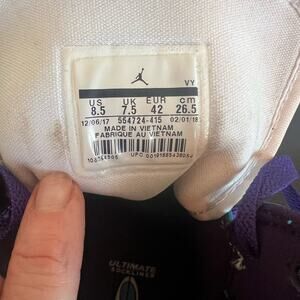 VY
US UK EUR cm
8.5 7.5 42 26.5
12/06/17 554724-415 02/01/18
MADE IN VIETNAM
FABRIQUE AU VIETNAM
ULTIMATE
SOCKLINER